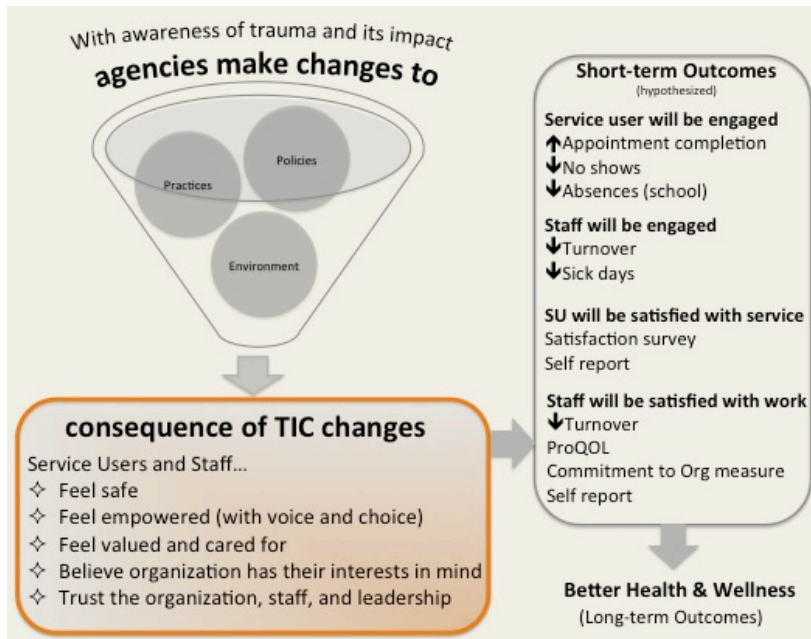 With awareness of trauma and its impact
agencies make changes to
Policies
Practices
Environment
consequence of TIC changes
Service Users and Staff...
✧ Feel safe
✧ Feel empowered (with voice and choice)
✧ Feel valued and cared for
✧ Believe organization has their interests in mind
✧ Trust the organization, staff, and leadership
Short-term Outcomes
(hypothesized)
Service user will be engaged
↑Appointment completion
↓No shows
↓Absences (school)
Staff will be engaged
↓Turnover
↓Sick days
SU will be satisfied with service
Satisfaction survey
Self report
Staff will be satisfied with work
↓Turnover
ProQOL
Commitment to Org measure
Self report
Better Health & Wellness
(Long-term Outcomes)